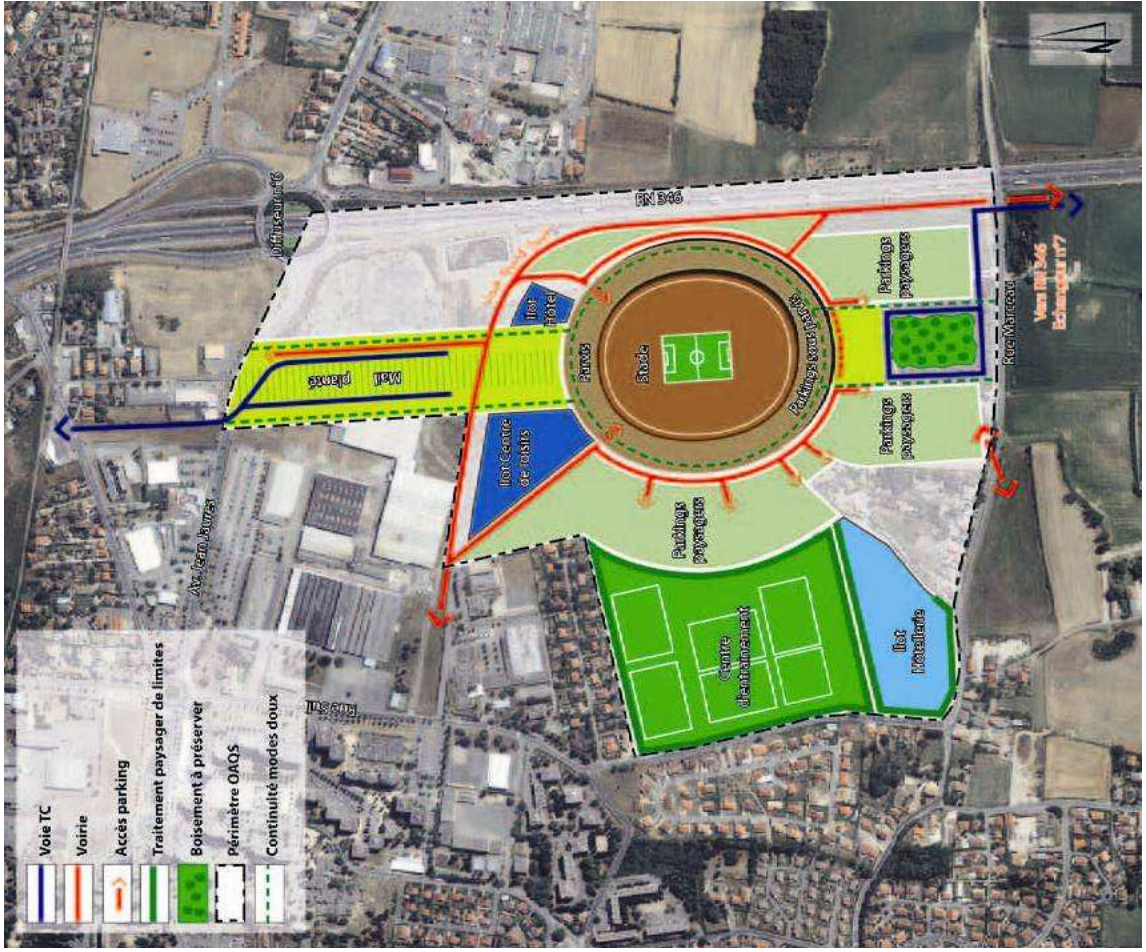 Voie TC
Voirie
Accès parking
Traitement paysager de limites
Boisement à préserver
Périmètre OAQS
Continuité modes doux
Diffuseur n°6
RN 346
Av. Jean Jaurès
Mail
planté
Ilot
Hôtel
Ilot Centre
de loisirs
Parvis
Stade
Parkings sous parvis
Parkings
paysagers
Parkings
paysagers
Parkings
paysagers
Centre
d'entraînement
Ilot
Hôtellerie
Rue Marceau
Vers RN 346
Echangeur n°7